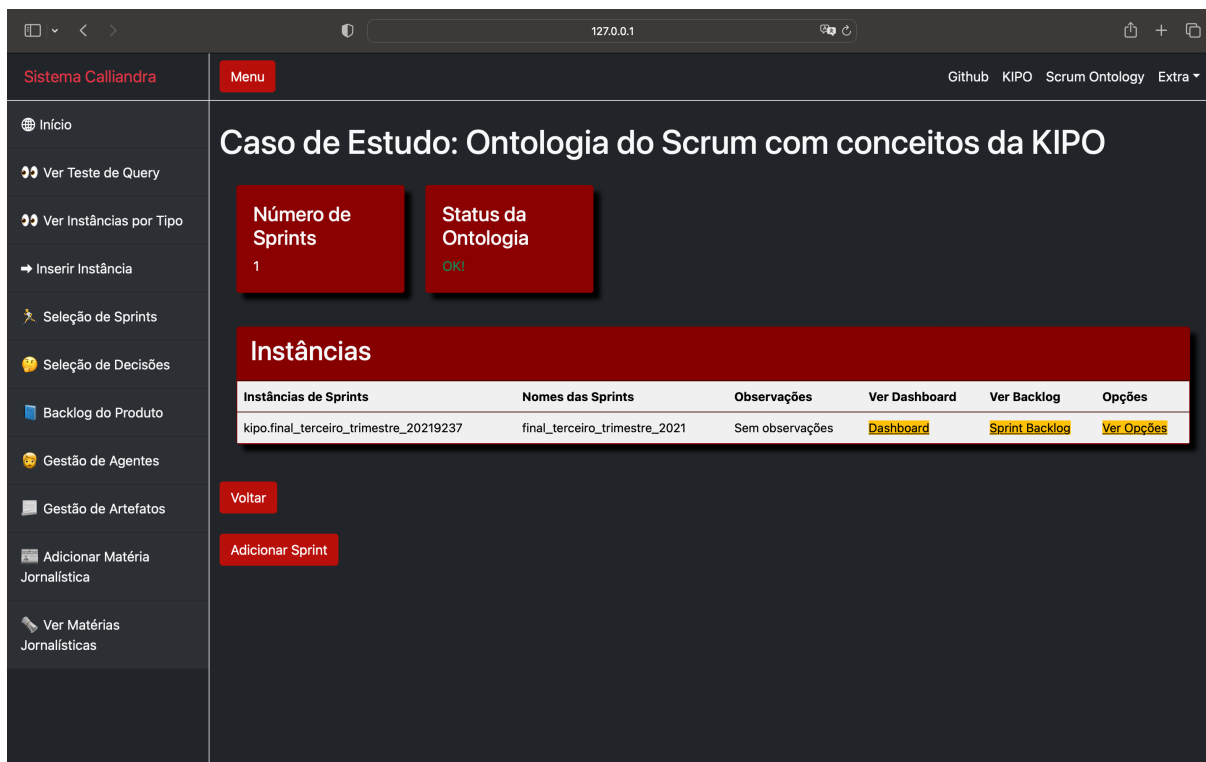 127.0.0.1
Sistema Calliandra
Menu
Github KIPO Scrum Ontology Extra
Início
Ver Teste de Query
Ver Instâncias por Tipo
Inserir Instância
Seleção de Sprints
Seleção de Decisões
Backlog do Produto
Gestão de Agentes
Gestão de Artefatos
Adicionar Matéria
Jornalística
Ver Matérias
Jornalísticas
Caso de Estudo: Ontologia do Scrum com conceitos da KIPO
Número de
Sprints
1
Status da
Ontologia
OK!
Instâncias
Instâncias de Sprints Nomes das Sprints Observações Ver Dashboard Ver Backlog Opções
kipo.final_terceiro_trimestre_20219237 final_terceiro_trimestre_2021 Sem observações Dashboard Sprint Backlog Ver Opções
Voltar
Adicionar Sprint